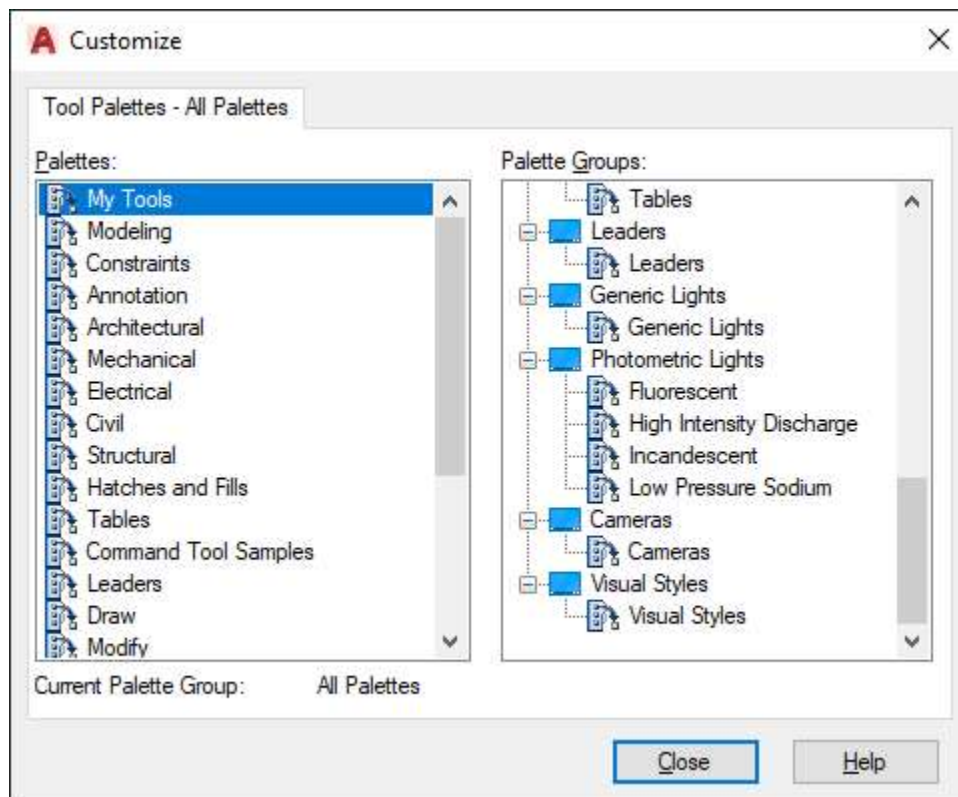 Customize
Tool Palettes - All Palettes
Palettes:
My Tools
Modeling
Constraints
Annotation
Architectural
Mechanical
Electrical
Civil
Structural
Hatches and Fills
Tables
Command Tool Samples
Leaders
Draw
Modify
Palette Groups:
Tables
Leaders
Leaders
Generic Lights
Generic Lights
Photometric Lights
Fluorescent
High Intensity Discharge
Incandescent
Low Pressure Sodium
Cameras
Cameras
Visual Styles
Visual Styles
Current Palette Group: All Palettes
Close Help